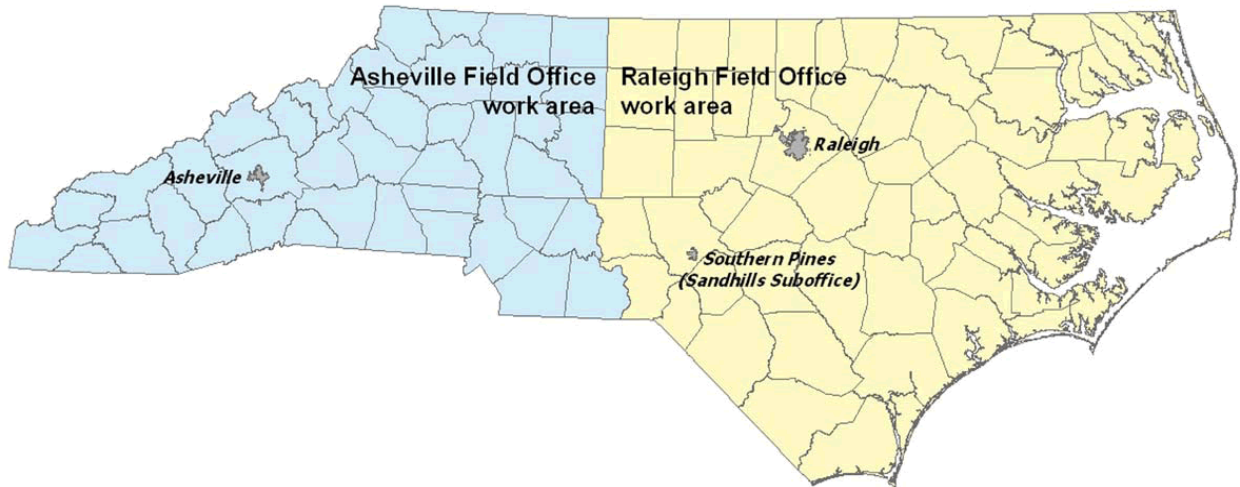 Asheville Field Office
work area
Raleigh Field Office
work area
Raleigh
Asheville
Southern Pines
(Sandhills Suboffice)